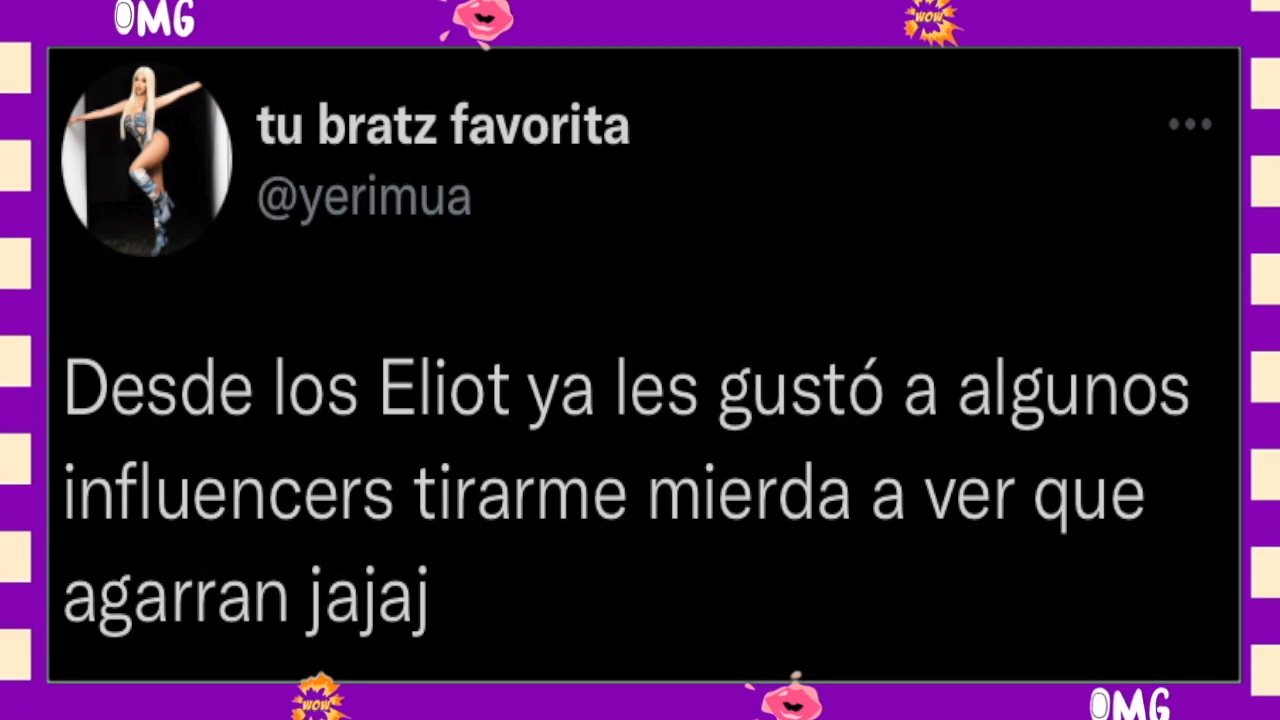 OMG
WOW
tu bratz favorita
@yerimua
Desde los Eliot ya les gustó a algunos
influencers tirarme mierda a ver que
agarran jajaj
WOW
OMG